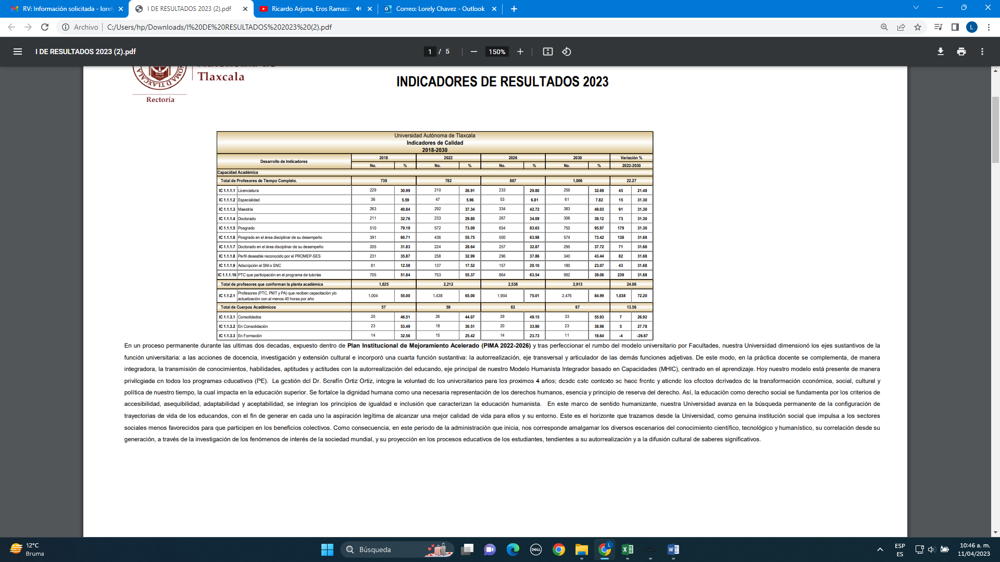 RV: Información solicitada - lorely
I DE RESULTADOS 2023 (2).pdf
Ricardo Arjona, Eros Ramazz
Correo: Lorely Chavez - Outlook
Archivo C:/Users/hp/Downloads/I%20DE%20RESULTADOS%202023%20(2).pdf
L
I DE RESULTADOS 2023 (2).pdf
1 / 5
150%
Tlaxcala
Rectoría
INDICADORES DE RESULTADOS 2023
Universidad Autónoma de Tlaxcala
Indicadores de Calidad
2018-2030
Desarrollo de Indicadores 2018 2022 2026 2030 Variación %
No. % No. % No. % No. % 2022-2030
Capacidad Académica
Total de Profesores de Tiempo Completo. 739 782 887 1,006 22.27
IC 1.1.1.1 Licenciatura 229 30.99 210 26.91 233 29.80 256 32.69 45 21.48
IC 1.1.1.2 Especialidad 36 5.59 47 5.96 53 6.81 61 7.82 15 31.30
IC 1.1.1.3 Maestría 263 40.84 292 37.34 334 42.72 383 49.03 91 31.30
IC 1.1.1.4 Doctorado 211 32.76 233 29.80 267 34.09 306 39.12 73 31.30
IC 1.1.1.5 Posgrado 510 79.19 572 73.09 654 83.63 750 95.97 179 31.30
IC 1.1.1.6 Posgrado en el área disciplinar de su desempeño 391 60.71 436 55.75 500 63.98 574 73.42 138 31.68
IC 1.1.1.7 Doctorado en el área disciplinar de su desempeño 205 31.83 224 28.64 257 32.87 295 37.72 71 31.68
IC 1.1.1.8 Perfil deseable reconocido por el PROMEP-SES 231 35.87 258 32.99 296 37.86 340 43.44 82 31.68
IC 1.1.1.9 Adscripción al SNI o SNC 81 12.58 137 17.52 157 20.10 180 23.07 43 31.68
IC 1.1.1.10 PTC que participación en el programa de tutorías 705 51.84 753 55.37 864 63.54 992 39.06 239 31.68
Total de profesores que conforman la planta académica 1,825 2,212 2,538 2,913 24.06
IC 1.1.2.1 Profesores (PTC, PMT y PA) que reciben capacitación y/o actualización con al menos 40 horas por año 1,004 55.00 1,438 65.00 1,904 75.01 2,476 84.99 1,038 72.20
Total de Cuerpos Académicos 57 59 63 67 13.56
IC 1.1.3.1 Consolidados 20 46.51 26 44.07 29 49.15 33 55.93 7 26.92
IC 1.1.3.2 En Consolidación 23 53.49 18 30.51 20 33.90 23 38.98 5 27.78
IC 1.1.3.3 En Formación 14 32.56 15 25.42 14 23.73 11 18.64 -4 -26.67
En un proceso permanente durante las ultimas dos decadas, expuesto dentro de Plan Institucional de Mejoramiento Acelerado (PIMA 2022-2026) y tras perfeccionar el rumbo del modelo universitario por Facultades, nuestra Universidad dimensionó los ejes sustantivos de la
función universitaria: a las acciones de docencia, investigación y extensión cultural e incorporó una cuarta función sustantiva: la autorrealización, eje transversal y articulador de las demás funciones adjetivas. De este modo, en la práctica docente se complementa, de manera
integradora, la transmisión de conocimientos, habilidades, aptitudes y actitudes con la autorrealización del educando, eje principal de nuestro Modelo Humanista Integrador basado en Capacidades (MHIC), centrado en el aprendizaje. Hoy nuestro modelo está presente de manera
privilegiada en todos los programas educativos (PE). La gestión del Dr. Serafín Ortiz Ortiz, integra la voluntad de los universitarios para los proximos 4 años; desde este contexto se hace frente y atiende los efectos derivados de la transformación económica, social, cultural y
política de nuestro tiempo, la cual impacta en la educación superior. Se fortalce la dignidad humana como una necesaria representación de los derechos humanos, esencia y principio de reserva del derecho. Así, la educación como derecho social se fundamenta por los criterios de
accesibilidad, asequibilidad, adaptabilidad y aceptabilidad, se integran los principios de igualdad e inclusión que caracterizan la educación humanista. En este marco de sentido humanizante, nuestra Universidad avanza en la búsqueda permanente de la configuración de
trayectorias de vida de los educandos, con el fin de generar en cada uno la aspiración legítima de alcanzar una mejor calidad de vida para ellos y su entorno. Este es el horizonte que trazamos desde la Universidad, como genuina institución social que impulsa a los sectores
sociales menos favorecidos para que participen en los beneficios colectivos. Como consecuencia, en este periodo de la administración que inicia, nos corresponde amalgamar los diversos escenarios del conocimiento científico, tecnológico y humanístico, su correlación desde su
generación, a través de la investigación de los fenómenos de interés de la sociedad mundial, y su proyección en los procesos educativos de los estudiantes, tendientes a su autorrealización y a la difusión cultural de saberes significativos.
12°C
Bruma
Búsqueda
DELL
L
ESP
ES
10:46 a. m.
11/04/2023